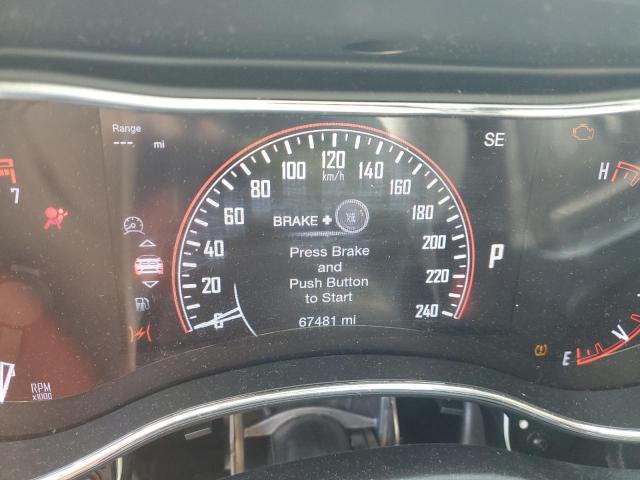 Range
--- mi
SE
7
H
0
20
40
60
80
100
120
140
160
180
200
220
240
km/h
BRAKE +
Press Brake
and
Push Button
to Start
67481 mi
P
E
RPM
x1000